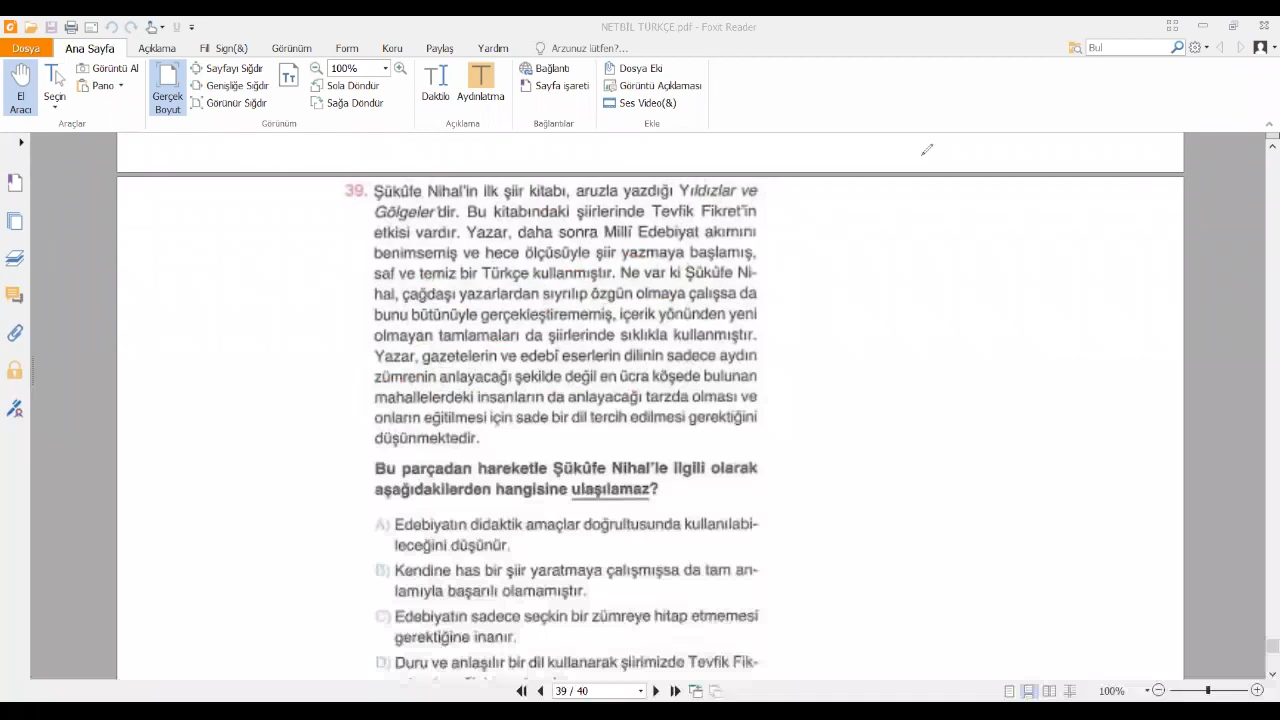 NETBİL TÜRKÇE.pdf - Foxit Reader
Dosya Ana Sayfa Açıklama Fill Sign(&) Görünüm Form Koru Paylaş Yardım Arzunuz lütfen?... Bul
El Aracı
Seçin
Görüntü Al
Pano
Gerçek Boyut
Sayfayı Sığdır
Genişliğe Sığdır
Görünür Sığdır
100%
Sola Döndür
Sağa Döndür
Daktilo
Aydınlatma
Bağlantı
Sayfa işareti
Dosya Eki
Görüntü Açıklaması
Ses Video(&)
Araçlar Görünüm Açıklama Bağlantılar Ekle
39. Şükûfe Nihal'in ilk şiir kitabı, aruzla yazdığı Yıldızlar ve
Gölgeler'dir. Bu kitabındaki şiirlerinde Tevfik Fikret'in
etkisi vardır. Yazar, daha sonra Millî Edebiyat akımını
benimsemiş ve hece ölçüsüyle şiir yazmaya başlamış,
saf ve temiz bir Türkçe kullanmıştır. Ne var ki Şükûfe Ni-
hal, çağdaşı yazarlardan sıyrılıp özgün olmaya çalışsa da
bunu bütünüyle gerçekleştirememiş, içerik yönünden yeni
olmayan tamlamaları da şiirlerinde sıklıkla kullanmıştır.
Yazar, gazetelerin ve edebî eserlerin dilinin sadece aydın
zümrenin anlayacağı şekilde değil en ücra köşede bulunan
mahallelerdeki insanların da anlayacağı tarzda olması ve
onların eğitilmesi için sade bir dil tercih edilmesi gerektiğini
düşünmektedir.
Bu parçadan hareketle Şükûfe Nihal'le ilgili olarak
aşağıdakilerden hangisine ulaşılamaz?
A) Edebiyatın didaktik amaçlar doğrultusunda kullanılabi-
leceğini düşünür.
B) Kendine has bir şiir yaratmaya çalışmışsa da tam an-
lamıyla başarılı olamamıştır.
C) Edebiyatın sadece seçkin bir zümreye hitap etmemesi
gerektiğine inanır.
D) Duru ve anlaşılır bir dil kullanarak şiirimizde Tevfik Fik-
39 / 40
100%